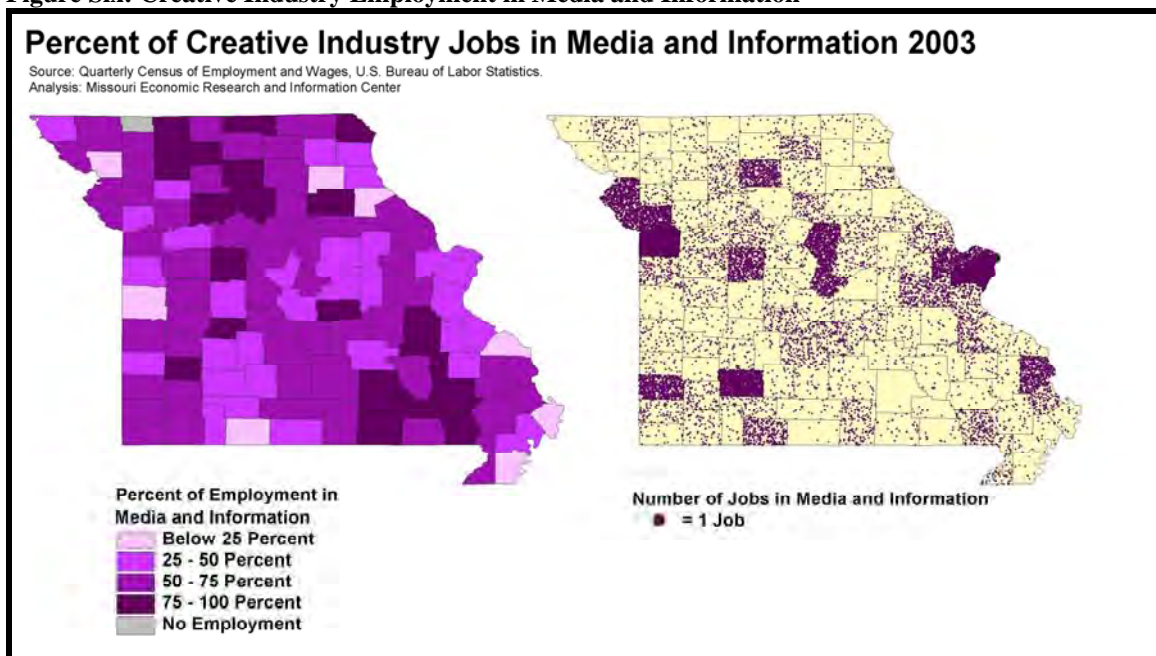 Figure Six: Creative Industry Employment in Media and Information
Percent of Creative Industry Jobs in Media and Information 2003
Source: Quarterly Census of Employment and Wages, U.S. Bureau of Labor Statistics.
Analysis: Missouri Economic Research and Information Center
Percent of Employment in
Media and Information
Below 25 Percent
25 - 50 Percent
50 - 75 Percent
75 - 100 Percent
No Employment
Number of Jobs in Media and Information
= 1 Job